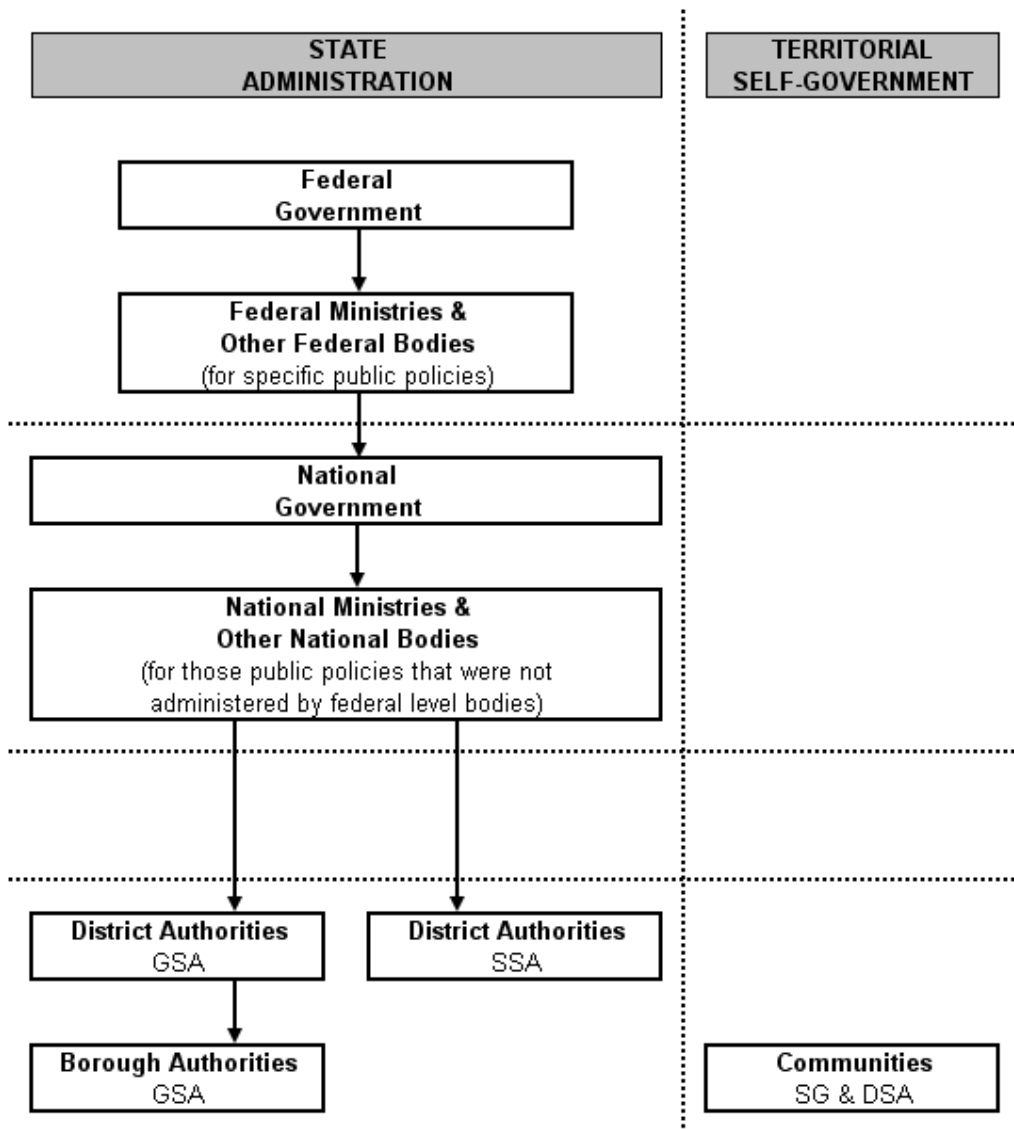 STATE
ADMINISTRATION
TERRITORIAL
SELF-GOVERNMENT
Federal
Government
Federal Ministries &
Other Federal Bodies
(for specific public policies)
National
Government
National Ministries &
Other National Bodies
(for those public policies that were not
administered by federal level bodies)
District Authorities
GSA
District Authorities
SSA
Borough Authorities
GSA
Communities
SG & DSA